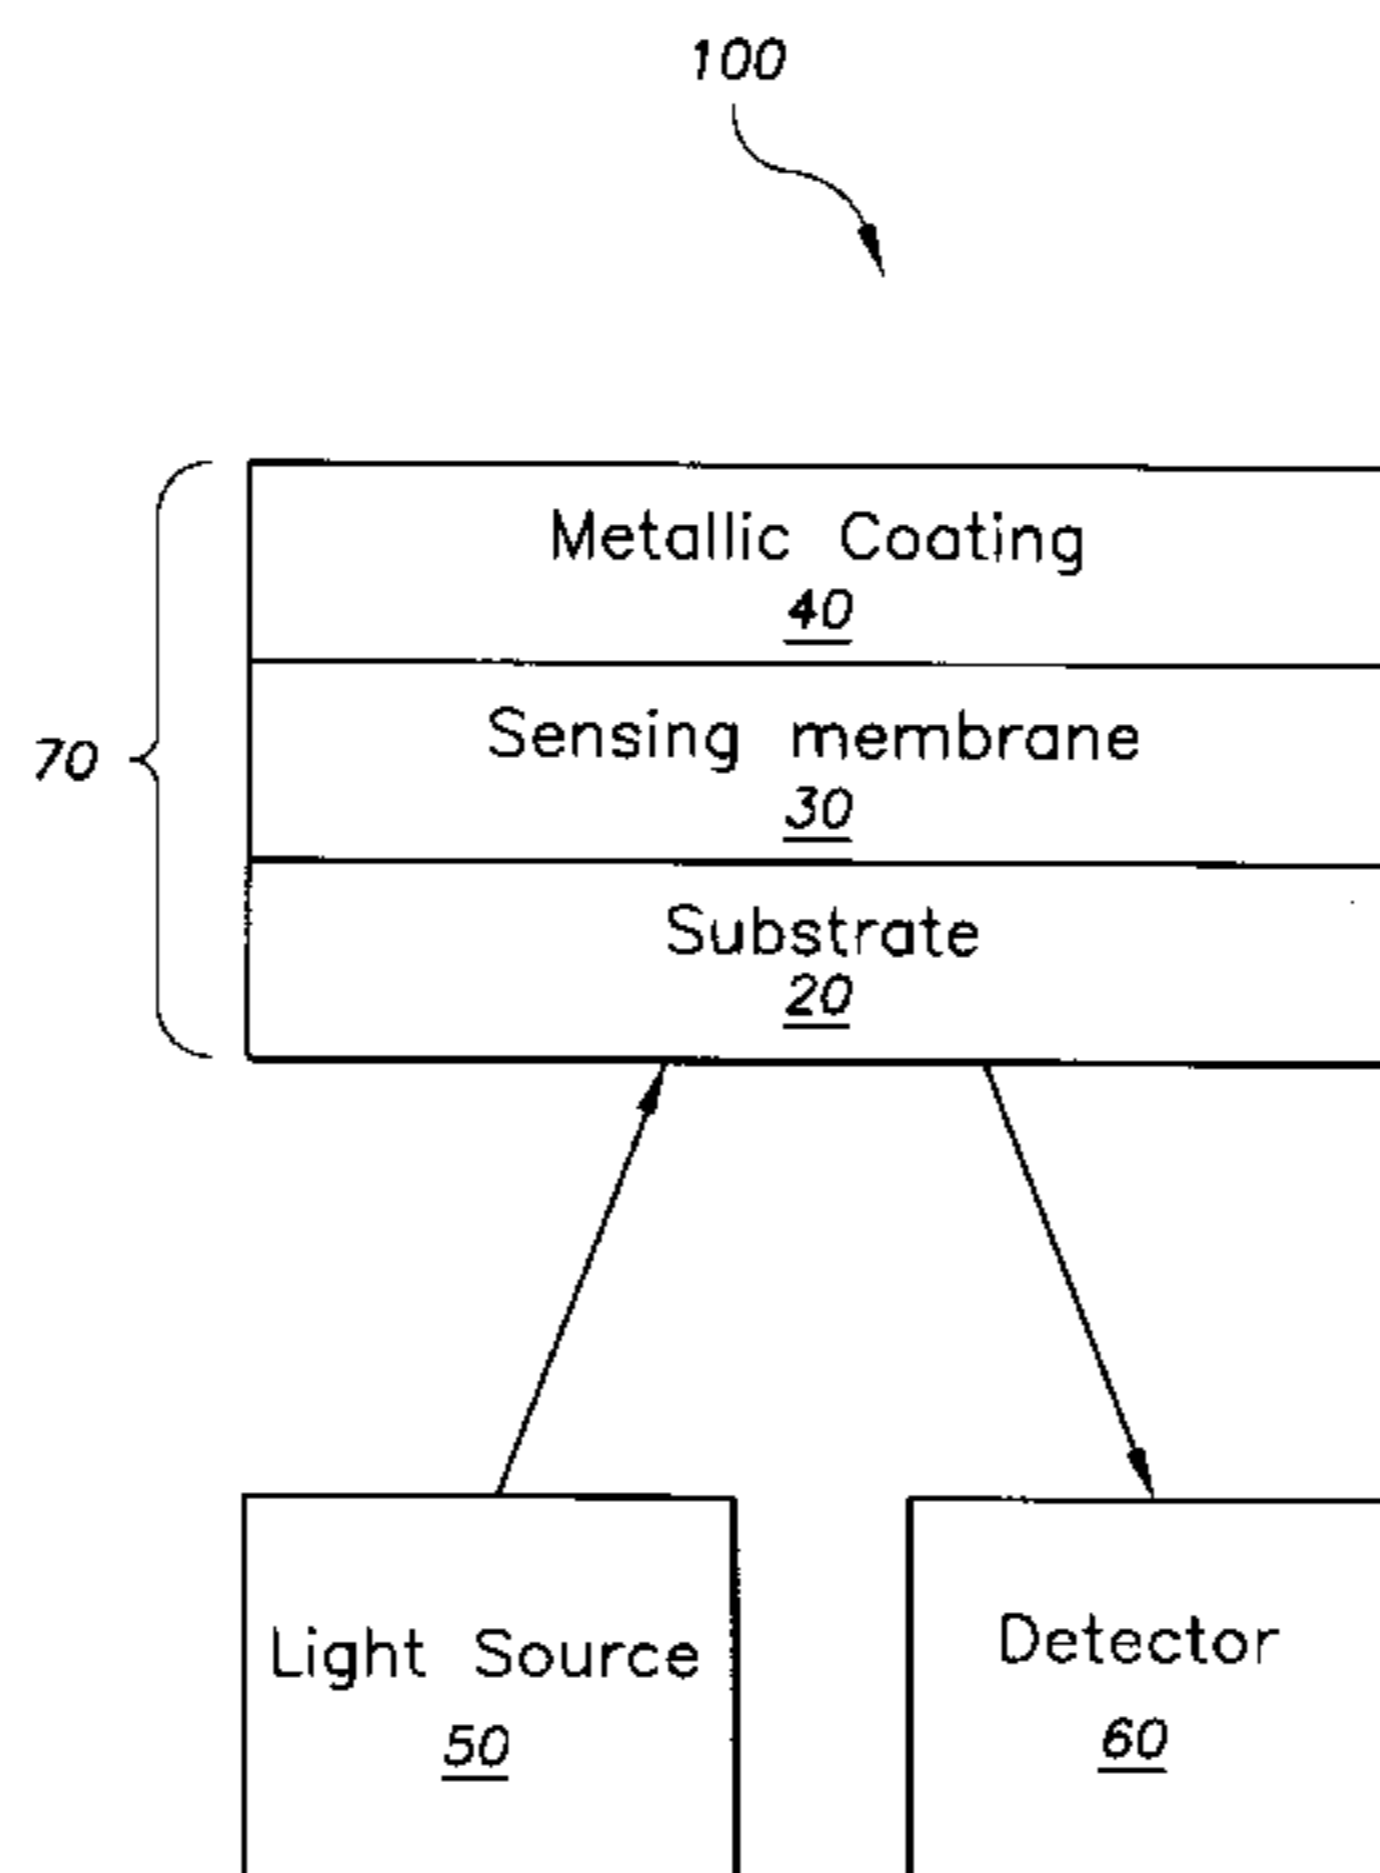 100
Metallic Coating
40
70
Sensing membrane
30
Substrate
20
Light Source
50
Detector
60